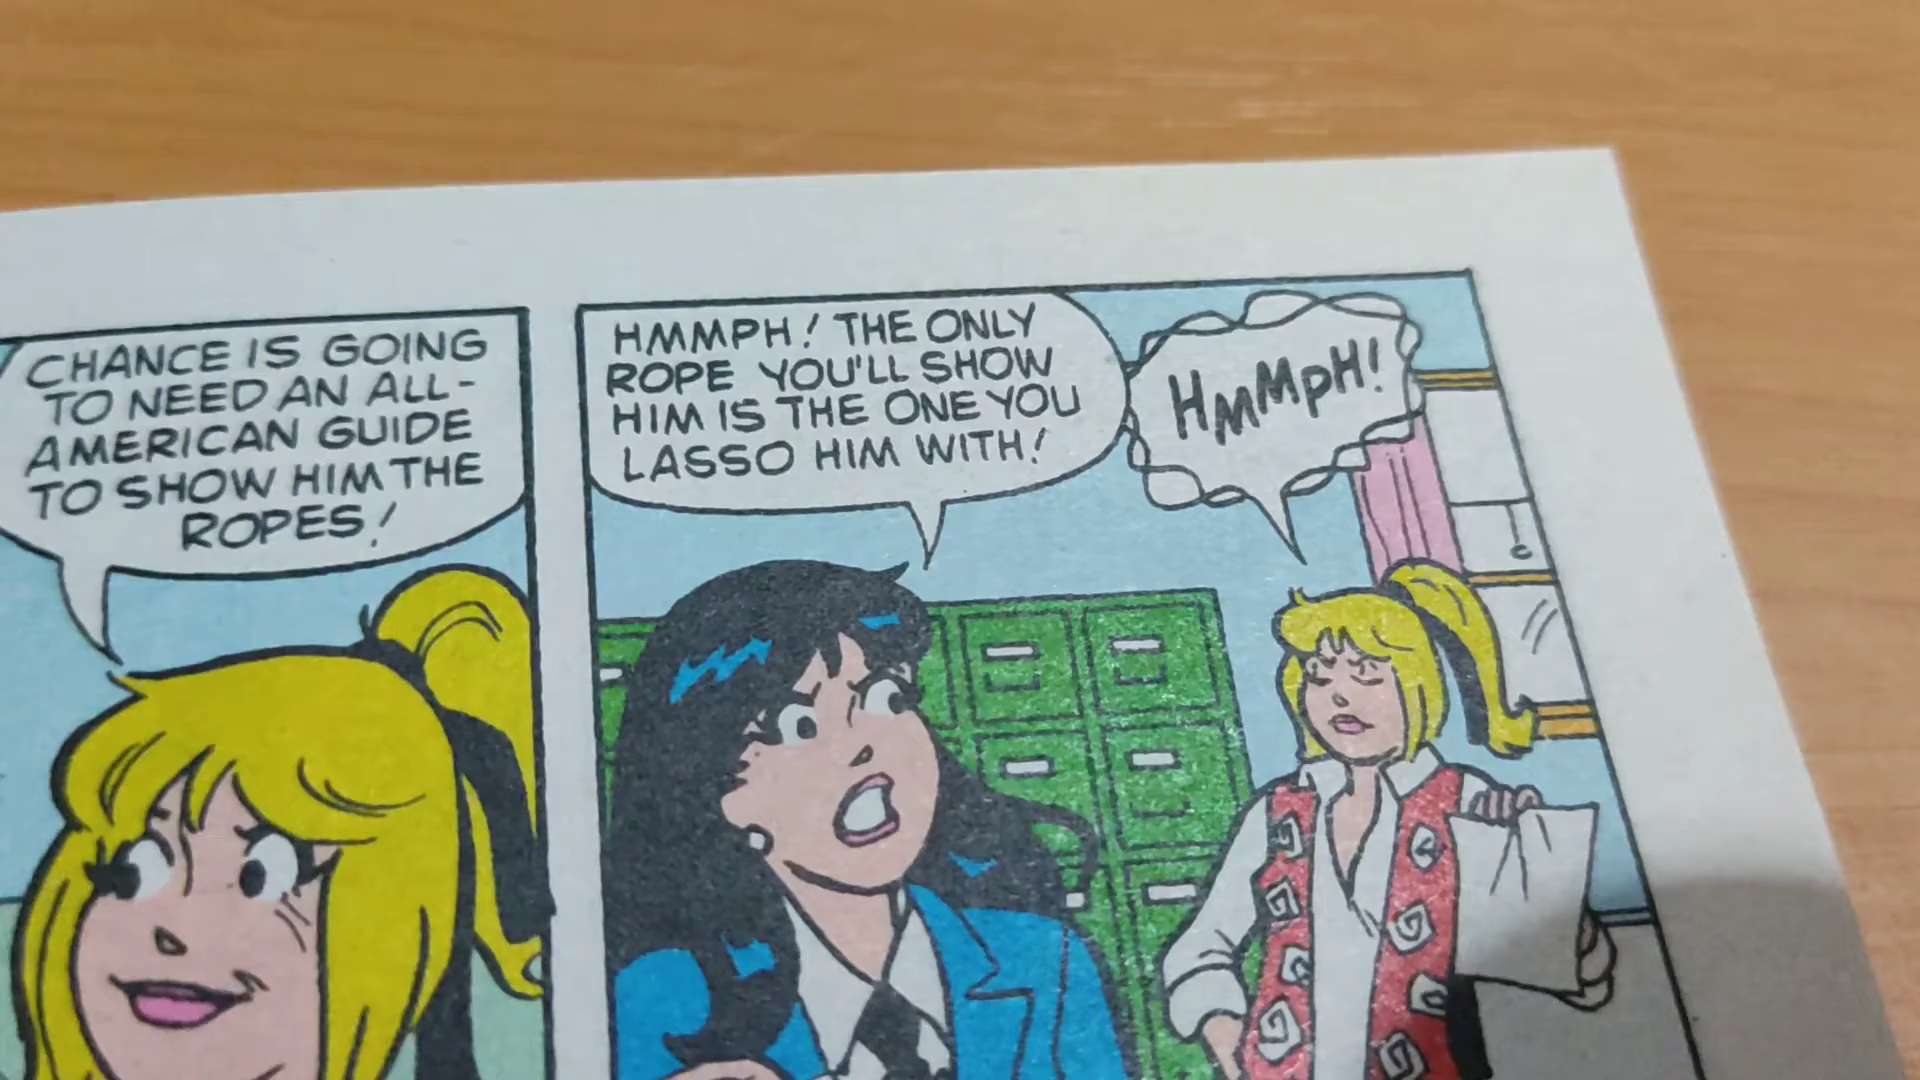 CHANCE IS GOING
TO NEED AN ALL-
AMERICAN GUIDE
TO SHOW HIM THE
ROPES!
HMMPH! THE ONLY
ROPE YOU'LL SHOW
HIM IS THE ONE YOU
LASSO HIM WITH!
HMMPH!